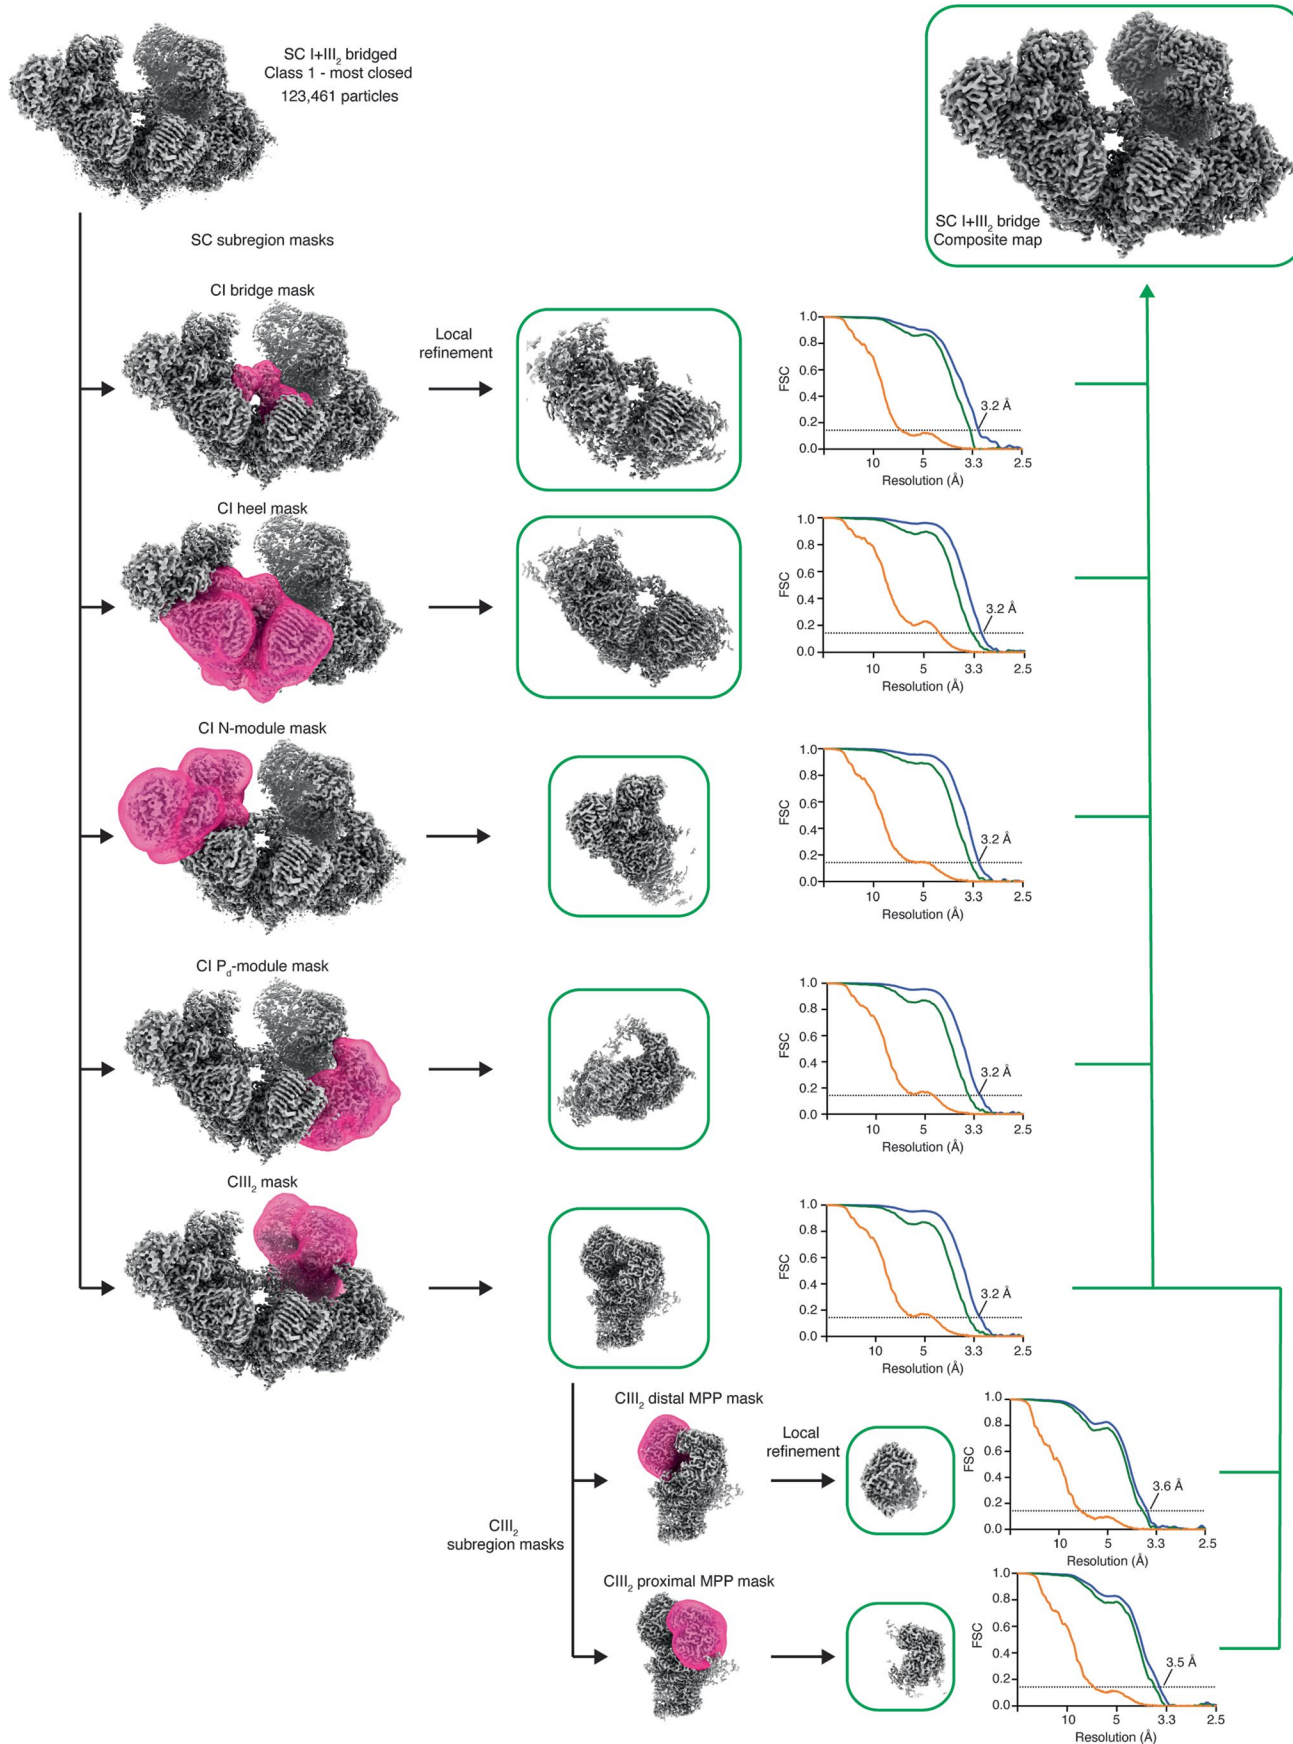 SC I+III₂ bridged
Class 1 - most closed
123,461 particles
SC I+III₂ bridge
Composite map
SC subregion masks
CI bridge mask
Local
refinement
FSC
1.0
0.8
0.6
0.4
0.2
0.0
3.2 Å
10 5 3.3 2.5
Resolution (Å)
CI heel mask
FSC
1.0
0.8
0.6
0.4
0.2
0.0
3.2 Å
10 5 3.3 2.5
Resolution (Å)
CI N-module mask
FSC
1.0
0.8
0.6
0.4
0.2
0.0
3.2 Å
10 5 3.3 2.5
Resolution (Å)
CI P_d-module mask
FSC
1.0
0.8
0.6
0.4
0.2
0.0
3.2 Å
10 5 3.3 2.5
Resolution (Å)
CIII₂ mask
FSC
1.0
0.8
0.6
0.4
0.2
0.0
3.2 Å
10 5 3.3 2.5
Resolution (Å)
CIII₂
subregion masks
CIII₂ distal MPP mask
Local
refinement
FSC
1.0
0.8
0.6
0.4
0.2
0.0
3.6 Å
10 5 3.3 2.5
Resolution (Å)
CIII₂ proximal MPP mask
FSC
1.0
0.8
0.6
0.4
0.2
0.0
3.5 Å
10 5 3.3 2.5
Resolution (Å)